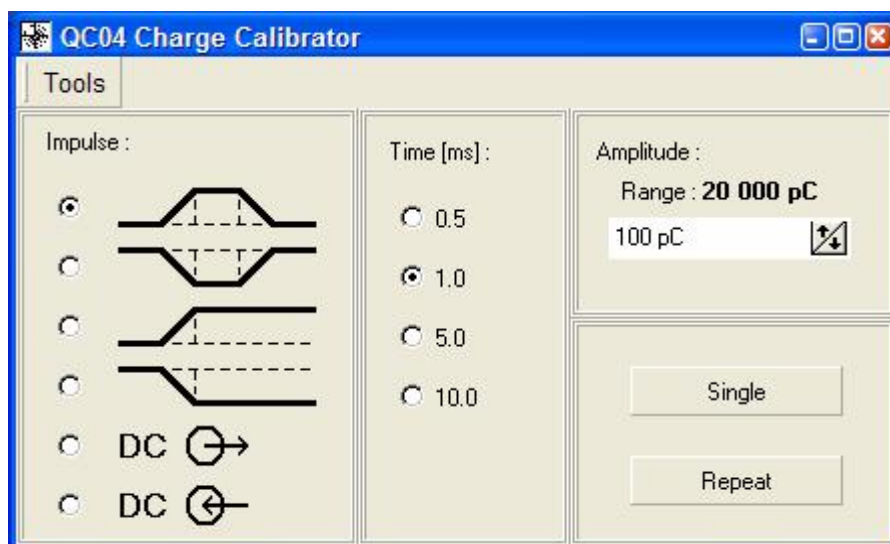 QC04 Charge Calibrator
Tools
Impulse :
DC
DC
Time [ms] :
0.5
1.0
5.0
10.0
Amplitude :
Range : 20 000 pC
100 pC
Single
Repeat